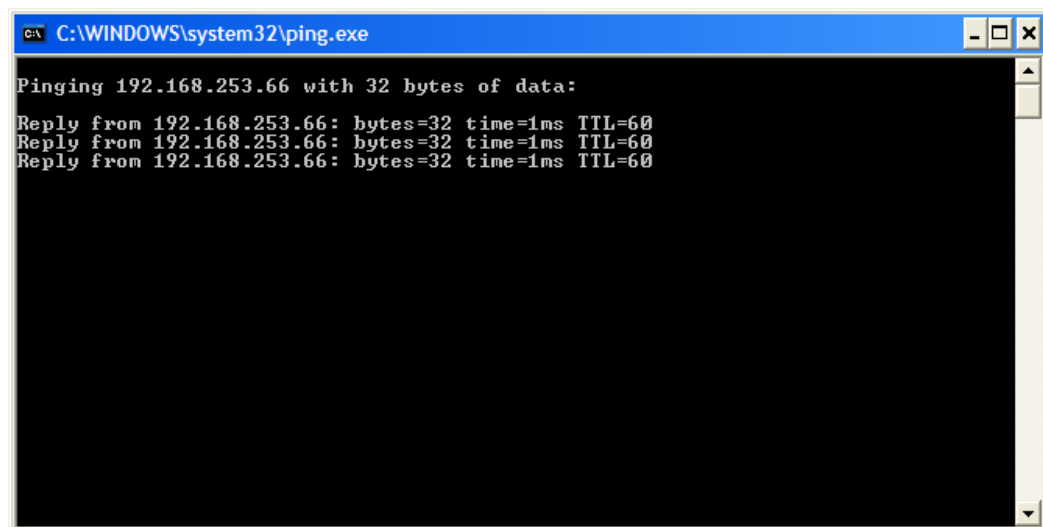 C:\WINDOWS\system32\ping.exe
Pinging 192.168.253.66 with 32 bytes of data:
Reply from 192.168.253.66: bytes=32 time=1ms TTL=60
Reply from 192.168.253.66: bytes=32 time=1ms TTL=60
Reply from 192.168.253.66: bytes=32 time=1ms TTL=60